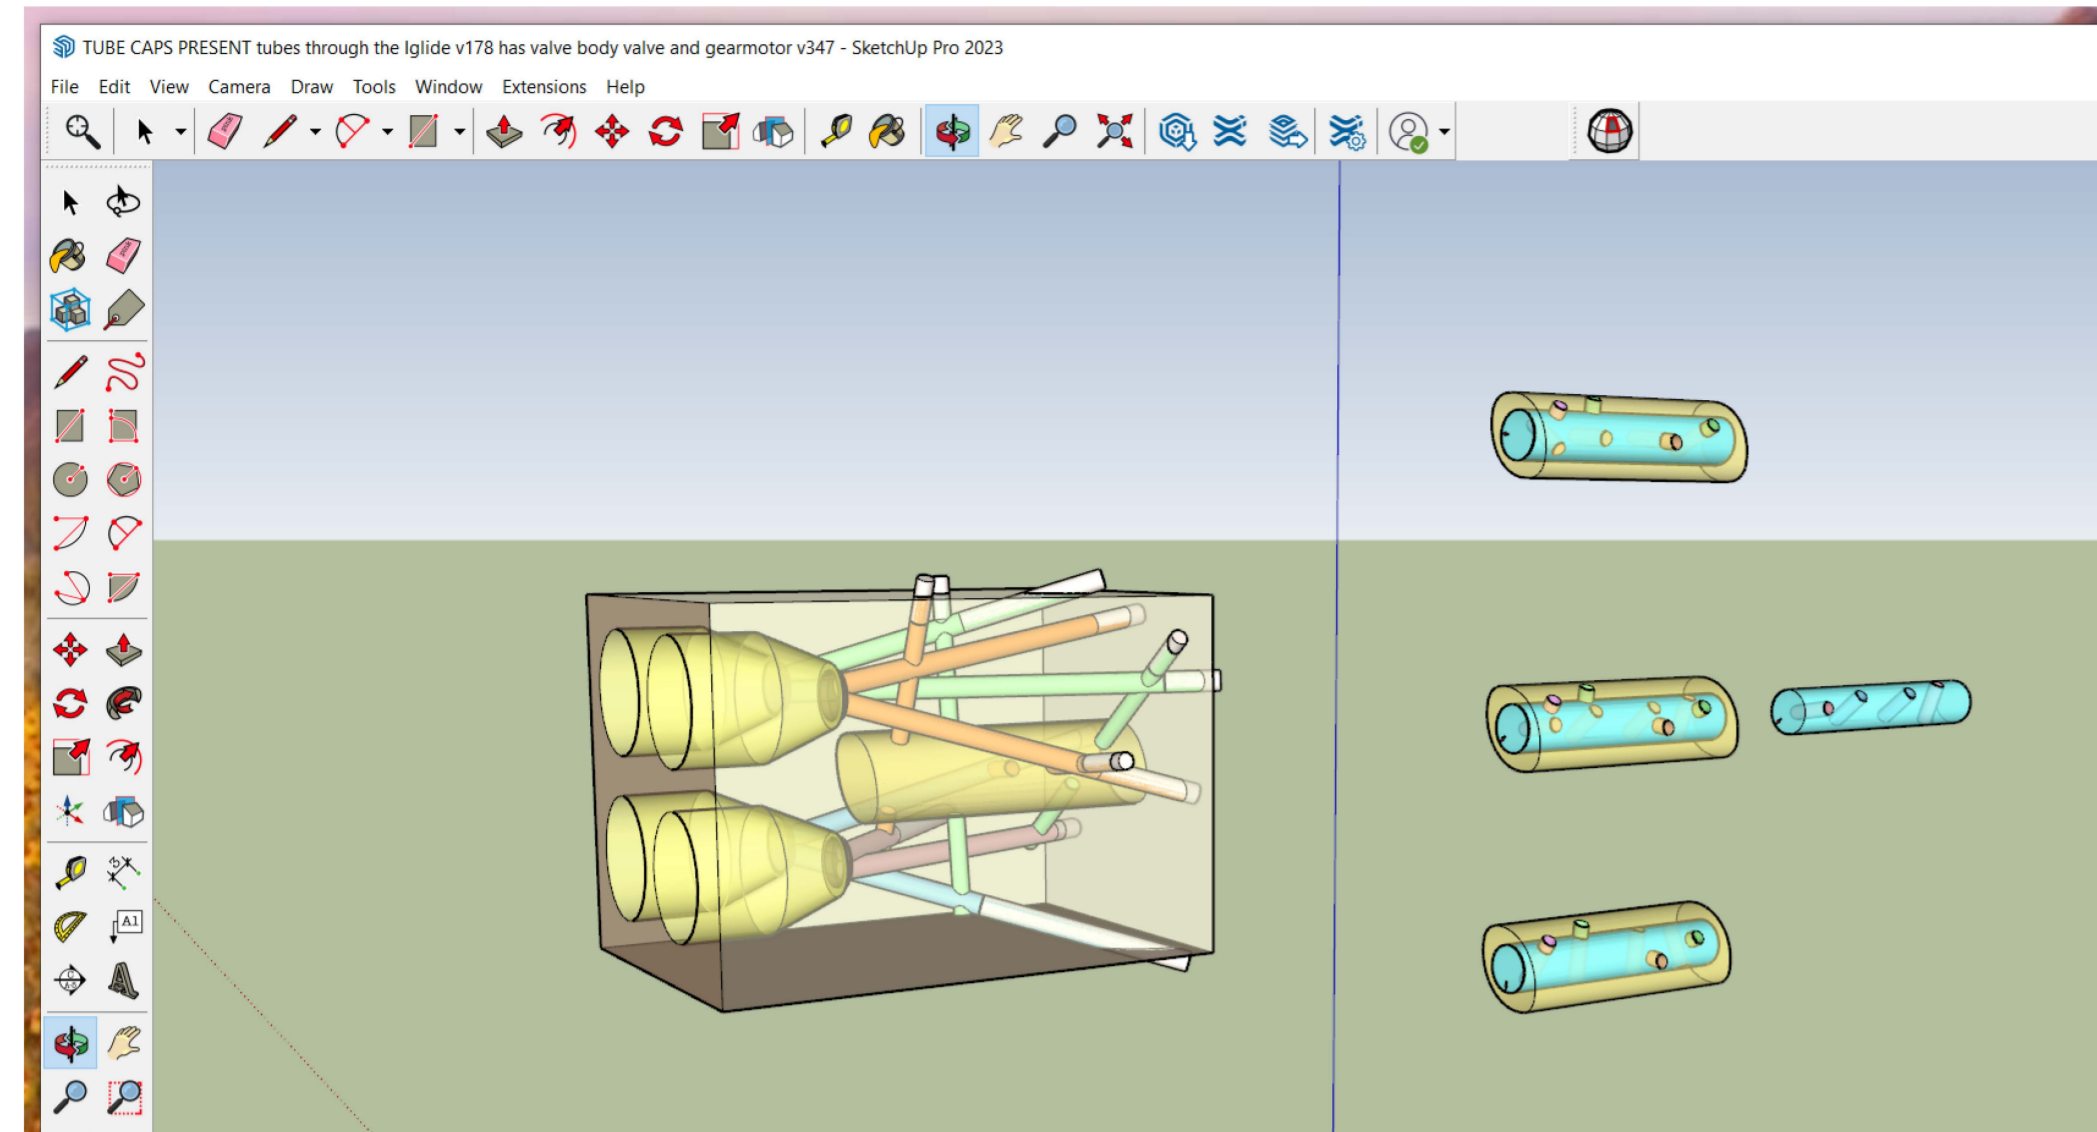 TUBE CAPS PRESENT tubes through the Iglide v178 has valve body valve and gearmotor v347 - SketchUp Pro 2023
File Edit View Camera Draw Tools Window Extensions Help
A1